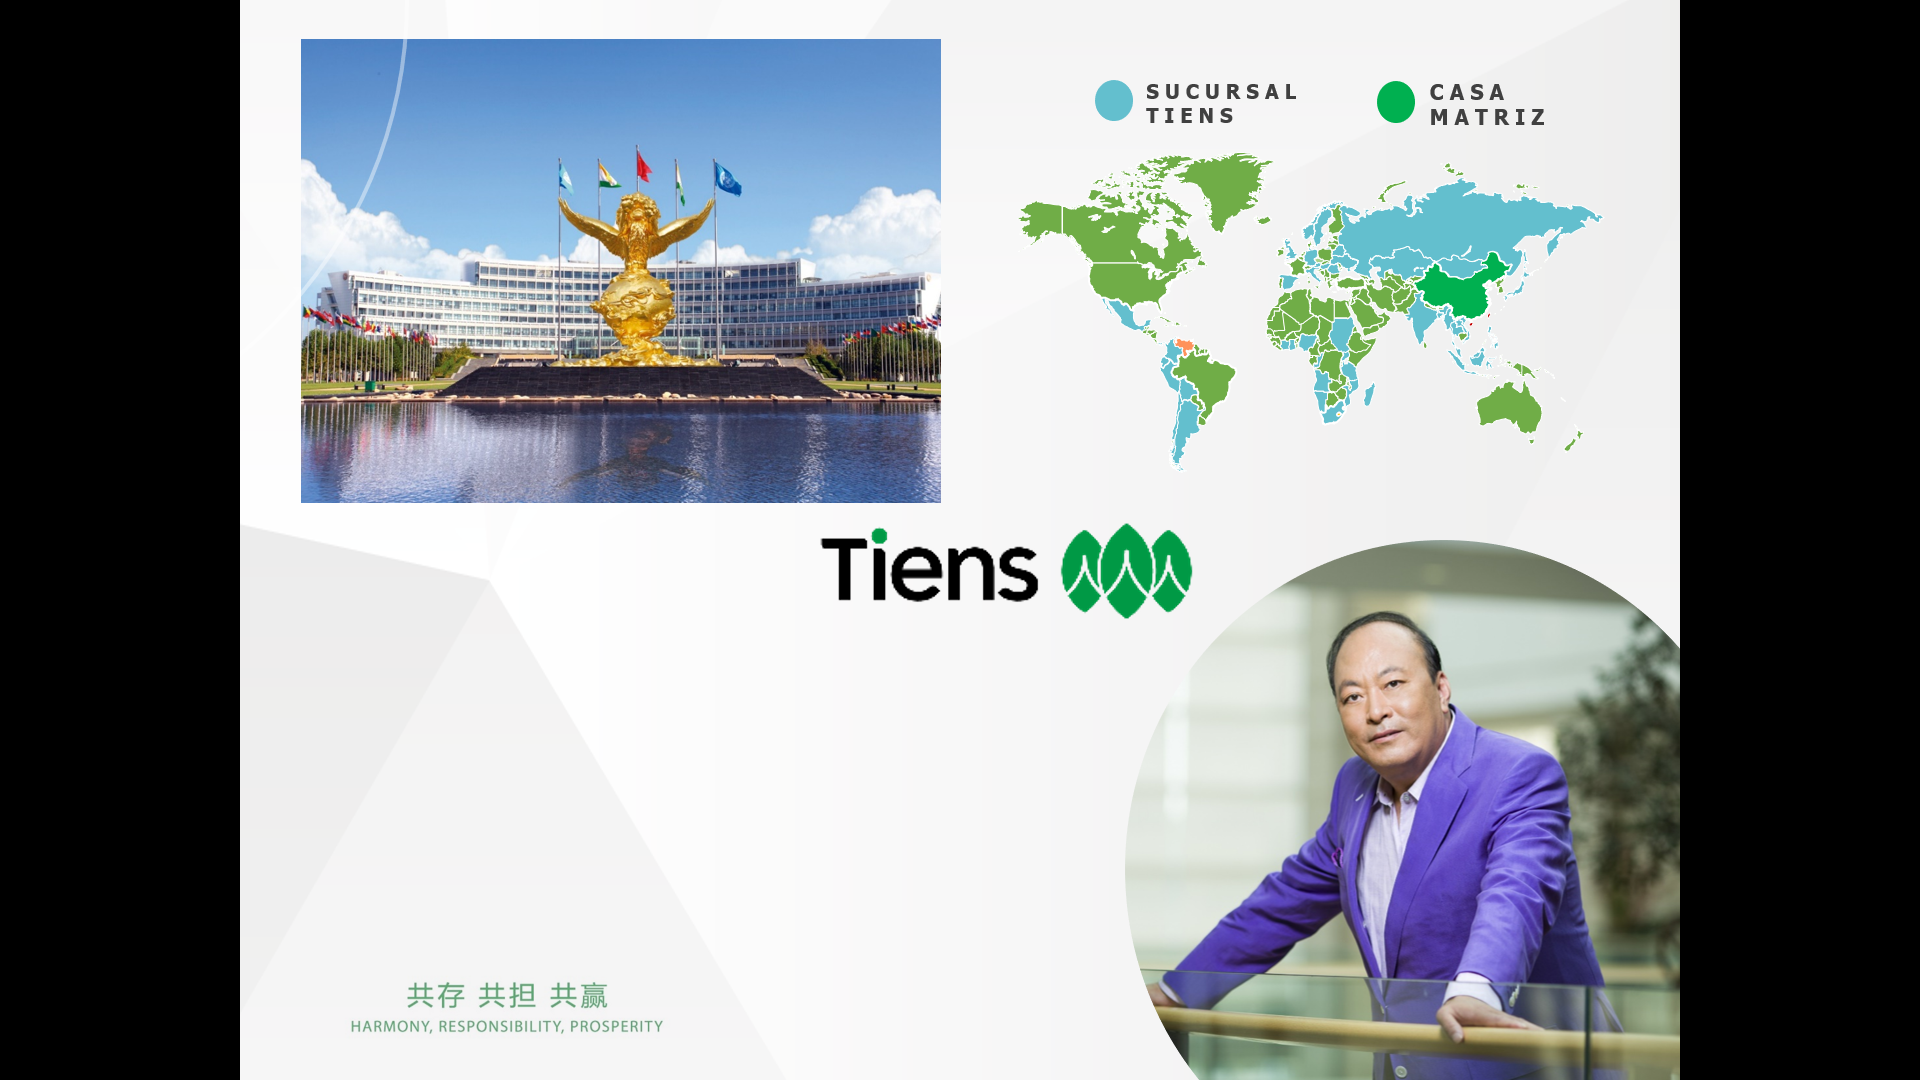 SUCURSAL
TIENS
CASA
MATRIZ
Tiens
共存 共担 共赢
HARMONY, RESPONSIBILITY, PROSPERITY